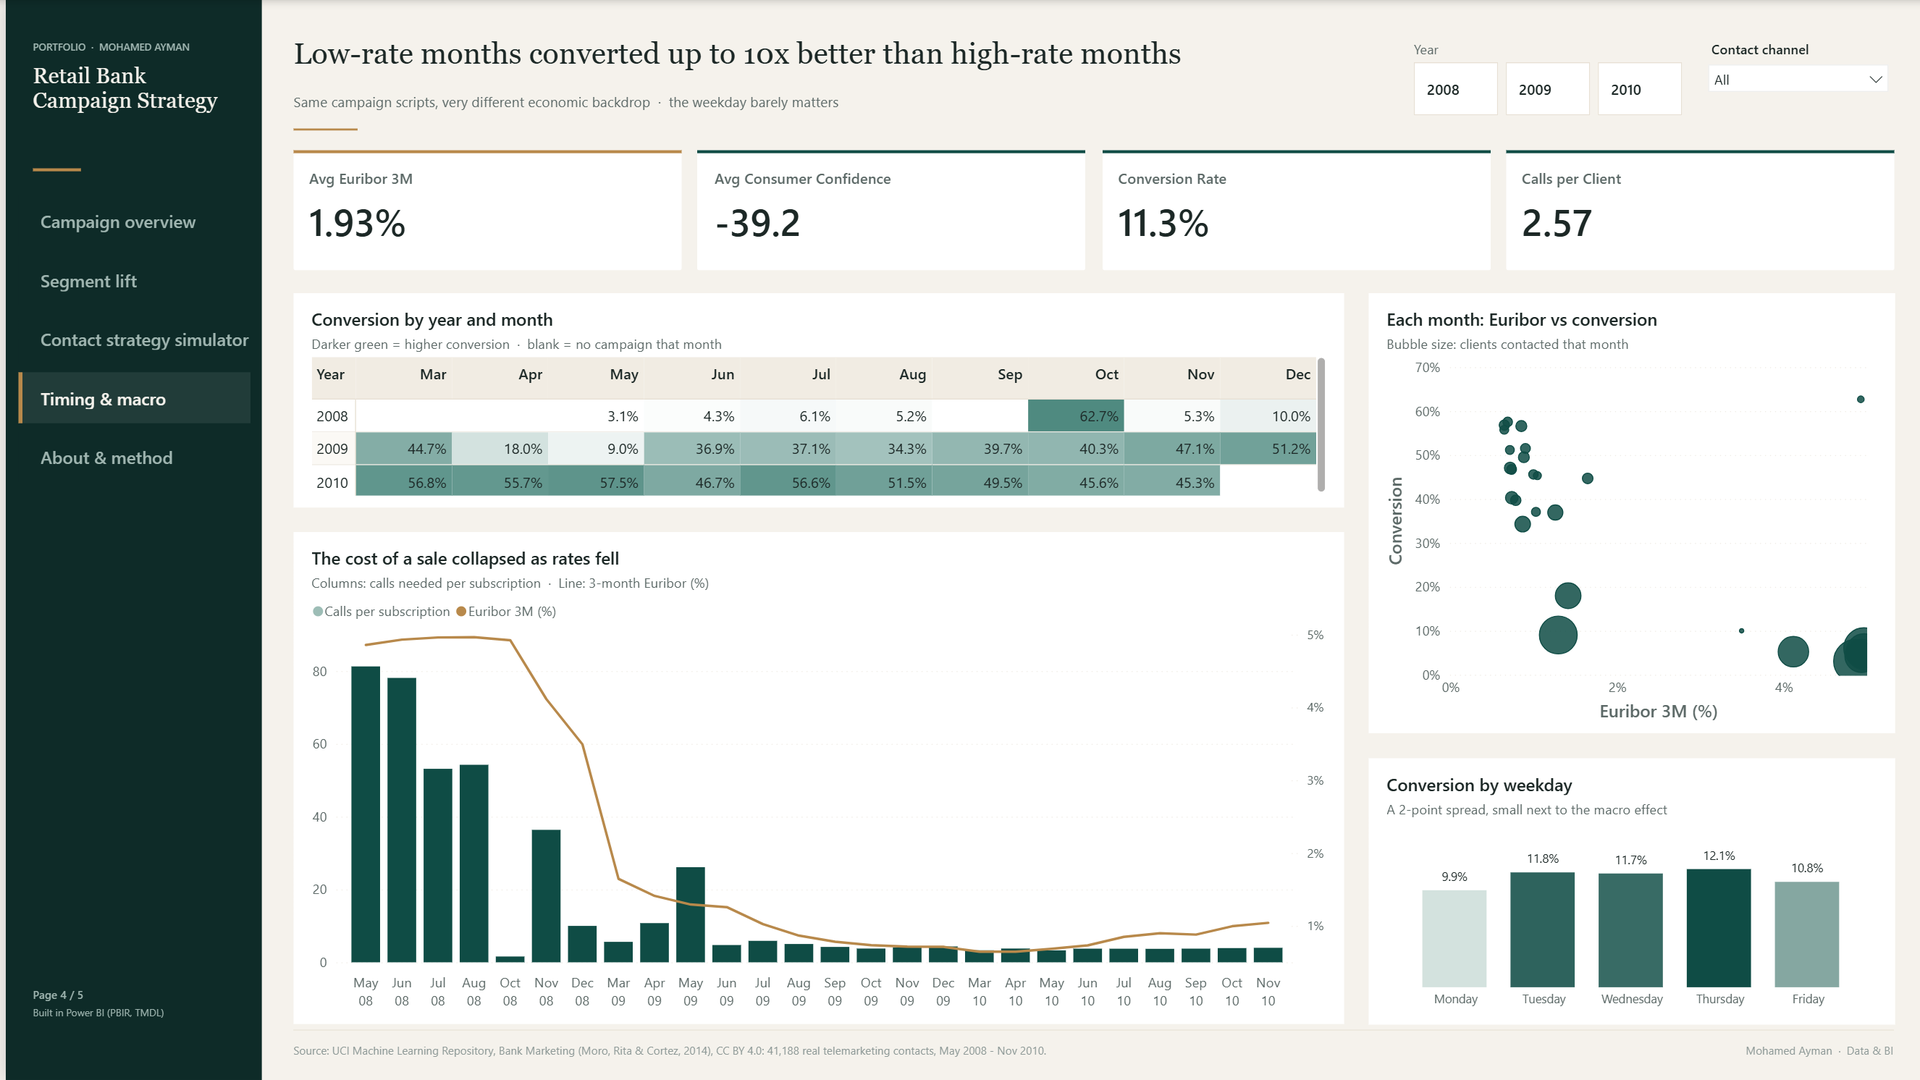 PORTFOLIO · MOHAMED AYMAN
Retail Bank
Campaign Strategy
Campaign overview
Segment lift
Contact strategy simulator
Timing & macro
About & method
Page 4 / 5
Built in Power BI (PBIR, TMDL)
Low-rate months converted up to 10x better than high-rate months
Same campaign scripts, very different economic backdrop · the weekday barely matters
Year
2008 2009 2010
Contact channel
All
Avg Euribor 3M
1.93%
Avg Consumer Confidence
-39.2
Conversion Rate
11.3%
Calls per Client
2.57
Conversion by year and month
Darker green = higher conversion · blank = no campaign that month
Year Mar Apr May Jun Jul Aug Sep Oct Nov Dec
2008 3.1% 4.3% 6.1% 5.2% 62.7% 5.3% 10.0%
2009 44.7% 18.0% 9.0% 36.9% 37.1% 34.3% 39.7% 40.3% 47.1% 51.2%
2010 56.8% 55.7% 57.5% 46.7% 56.6% 51.5% 49.5% 45.6% 45.3%
Each month: Euribor vs conversion
Bubble size: clients contacted that month
70%
60%
50%
40%
30%
20%
10%
0%
Conversion
0% 2% 4%
Euribor 3M (%)
The cost of a sale collapsed as rates fell
Columns: calls needed per subscription · Line: 3-month Euribor (%)
Calls per subscription Euribor 3M (%)
80
60
40
20
0
5%
4%
3%
2%
1%
May Jun Jul Aug Oct Nov Dec Mar Apr May Jun Jul Aug Sep Oct Nov Dec Mar Apr May Jun Jul Aug Sep Oct Nov
08 08 08 08 08 08 08 09 09 09 09 09 09 09 09 09 09 10 10 10 10 10 10 10 10 10
Conversion by weekday
A 2-point spread, small next to the macro effect
9.9% 11.8% 11.7% 12.1% 10.8%
Monday Tuesday Wednesday Thursday Friday
Source: UCI Machine Learning Repository, Bank Marketing (Moro, Rita & Cortez, 2014), CC BY 4.0: 41,188 real telemarketing contacts, May 2008 - Nov 2010.
Mohamed Ayman · Data & BI